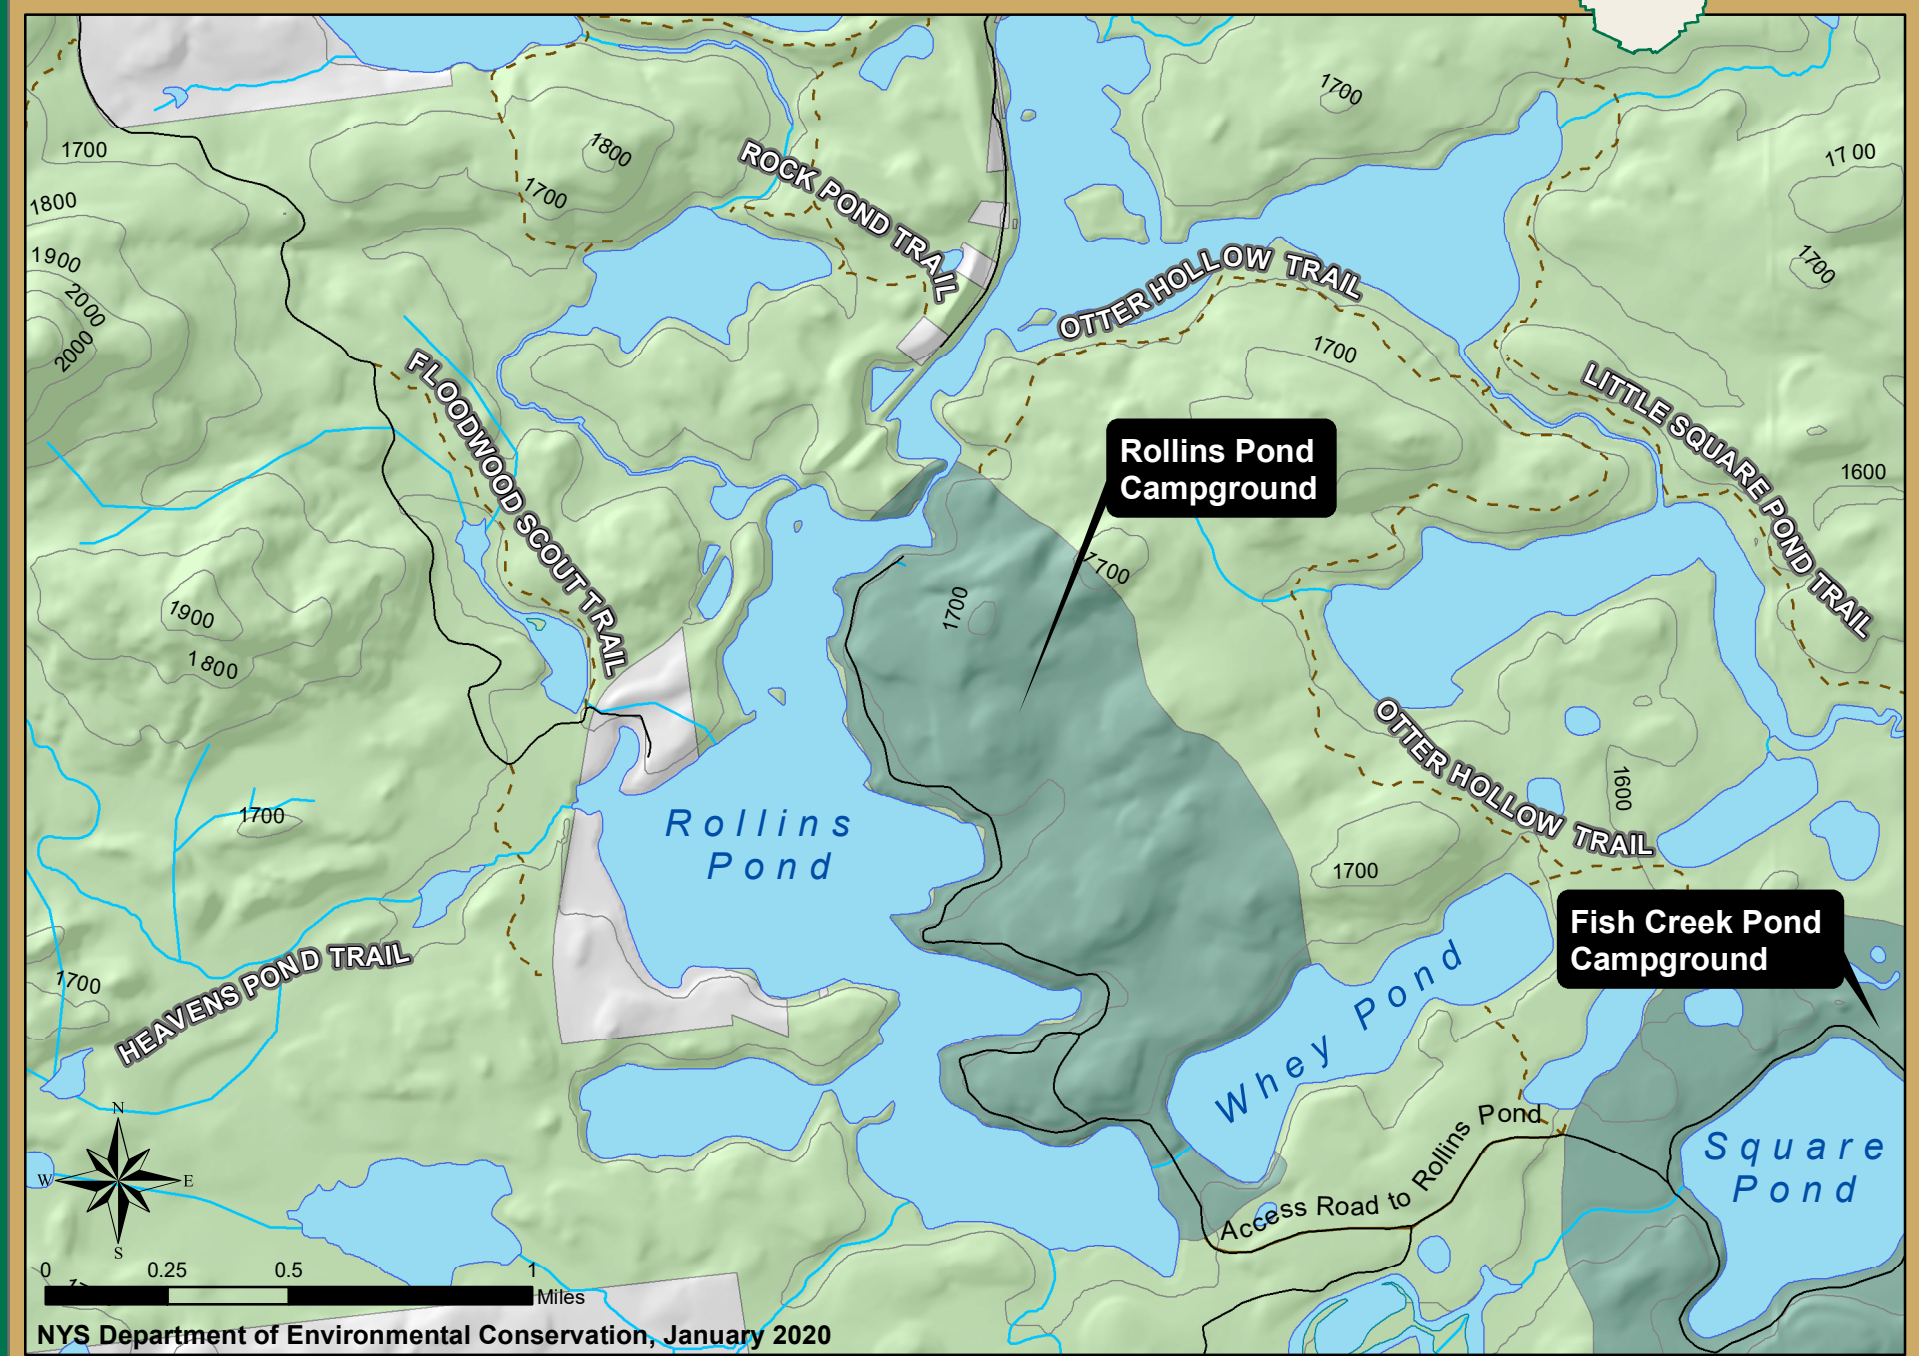 1700
1700
1800
1700
ROCK POND TRAIL
1700
1800
1900
2000
2000
1700
OTTER HOLLOW TRAIL
1700
FLOODWOOD SCOUT TRAIL
LITTLE SQUARE POND TRAIL
Rollins Pond
Campground
1600
1700
1700
1900
1800
OTTER HOLLOW TRAIL
1600
1700
Rollins
Pond
1700
Fish Creek Pond
Campground
HEAVENS POND TRAIL
1700
Whey Pond
Access Road to Rollins Pond
Square
Pond
N
W
E
S
0
0.25
0.5
1
Miles
NYS Department of Environmental Conservation, January 2020